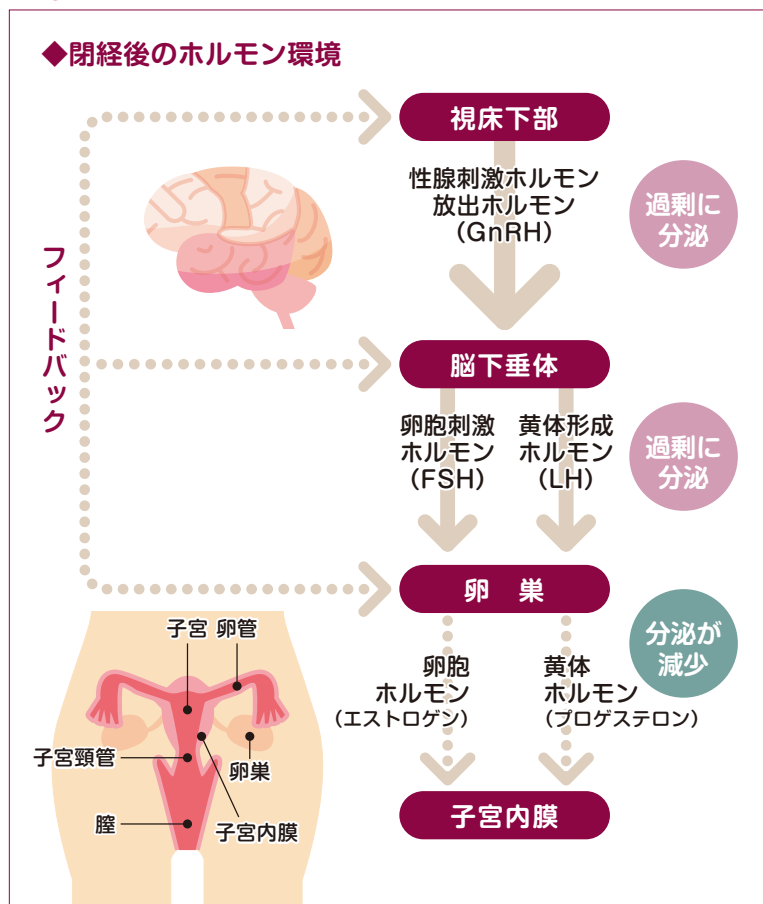 ◆閉経後のホルモン環境
視床下部
性腺刺激ホルモン
放出ホルモン
(GnRH)
過剰に
分泌
フィードバック
脳下垂体
卵胞刺激
ホルモン
(FSH)
黄体形成
ホルモン
(LH)
過剰に
分泌
卵　巣
分泌が
減少
卵胞
ホルモン
(エストロゲン)
黄体
ホルモン
(プロゲステロン)
子宮内膜
子宮
卵管
子宮頸管
卵巣
膣
子宮内膜